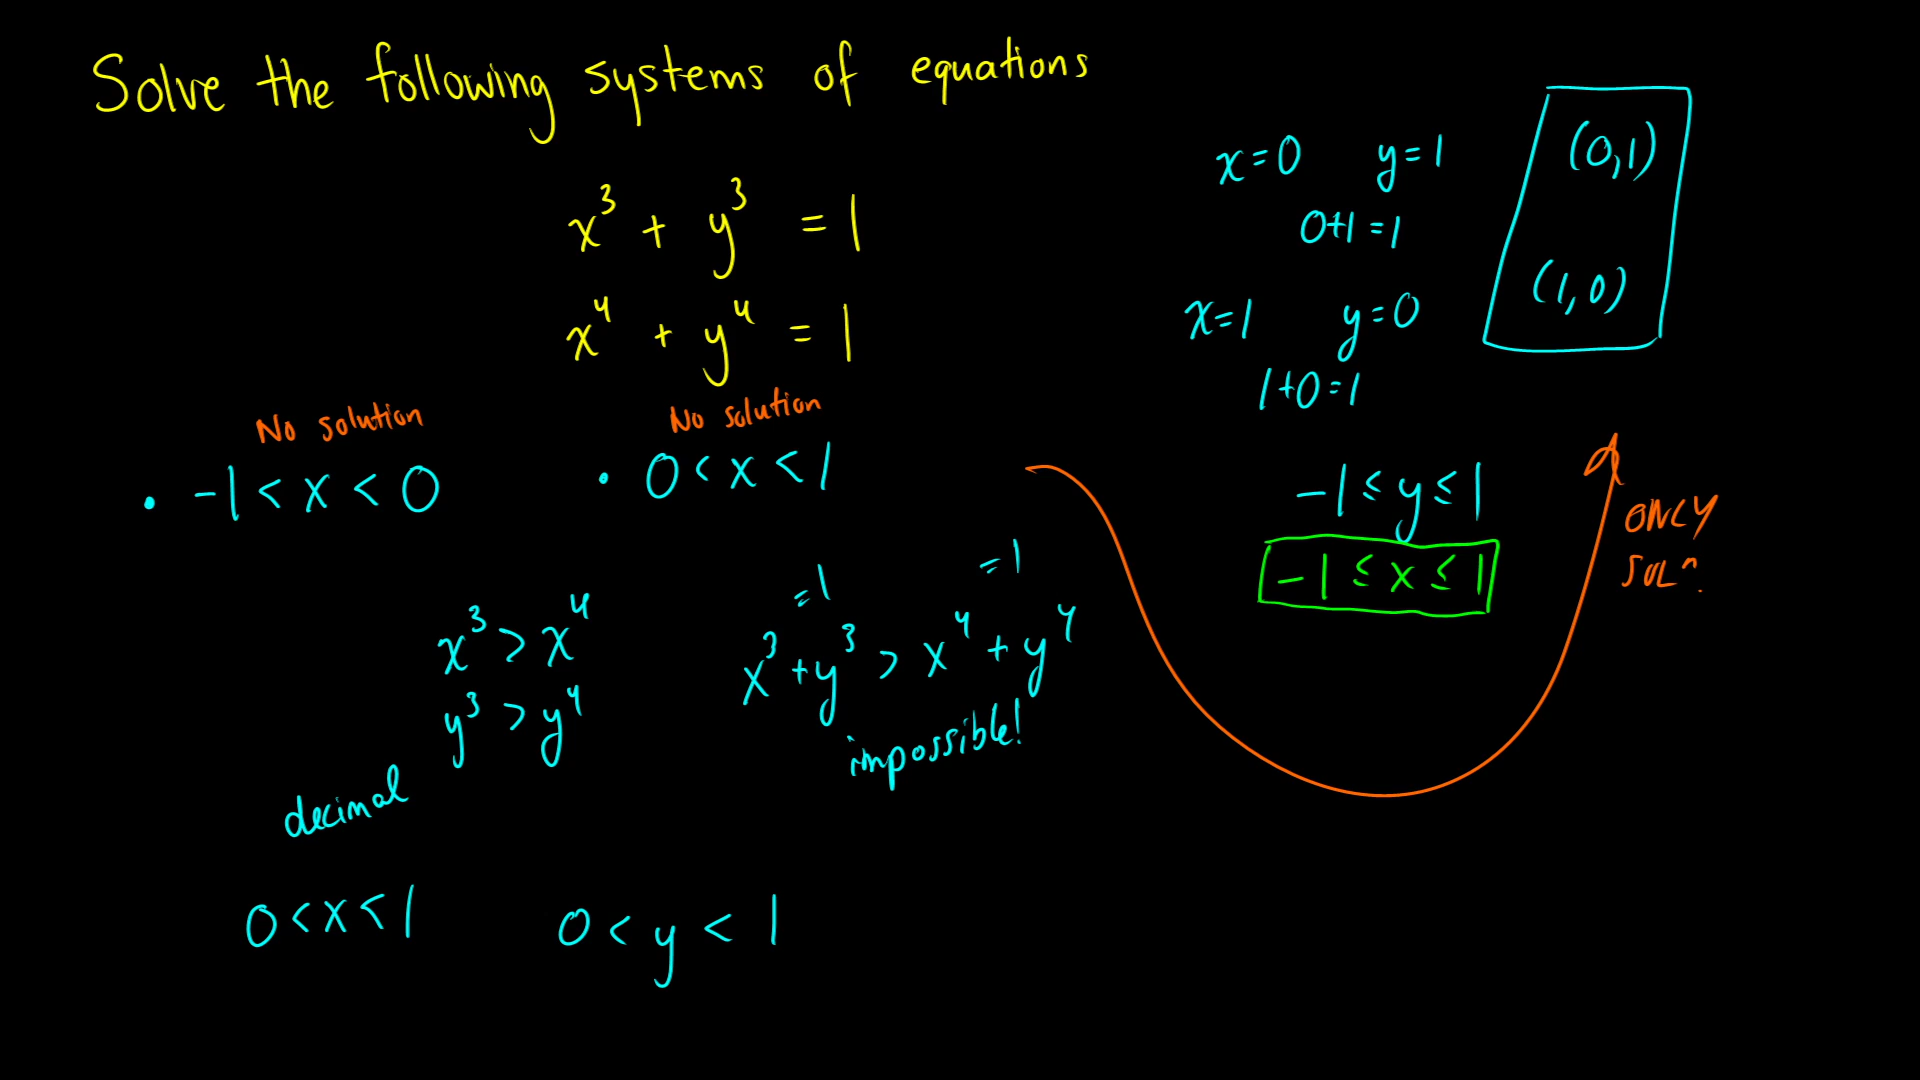 Solve the following systems of equations
x³ + y³ = 1
x⁴ + y⁴ = 1
x=0 y=1
0+1=1
x=1 y=0
1+0=1
(0,1)
(1,0)
No solution
• -1<x<0
No solution
• 0<x<1
-1≤y≤1
-1≤x≤1
ONLY
SOLⁿ.
x³>x⁴
y³>y⁴
=1 =1
x³+y³ > x⁴+y⁴
impossible!
decimal
0<x<1 0<y<1